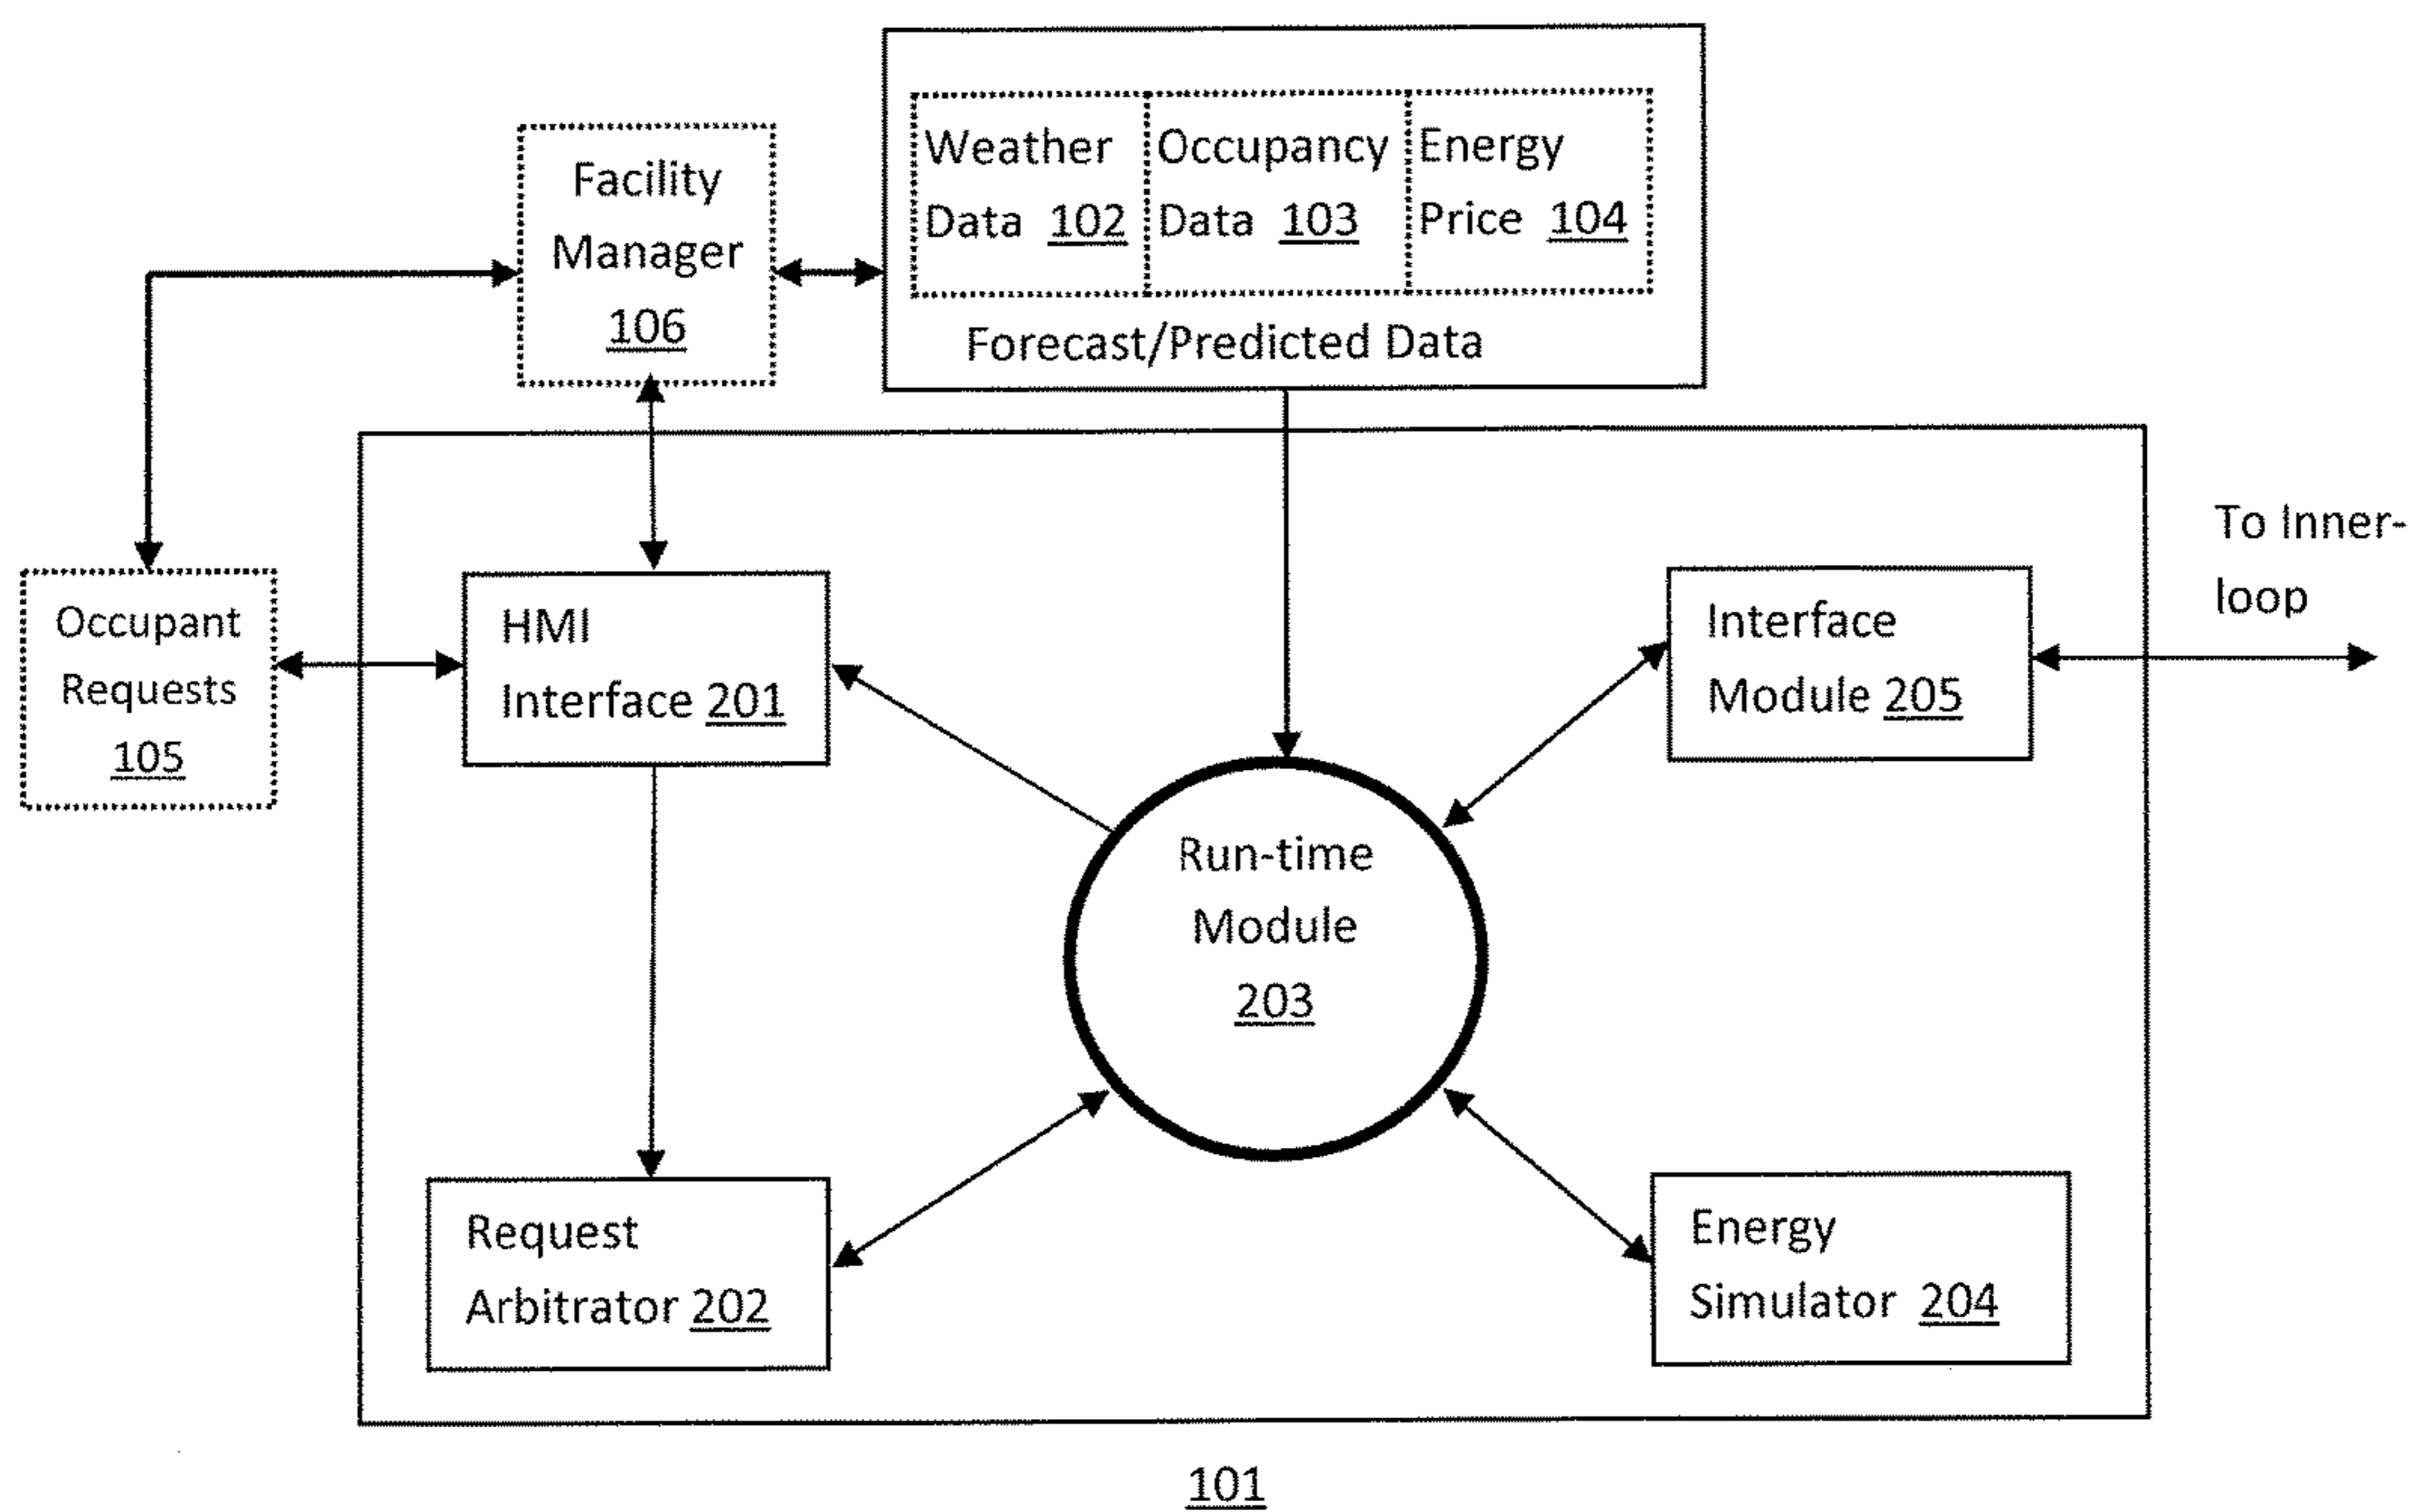 Weather
Data 102
Occupancy
Data 103
Energy
Price 104
Forecast/Predicted Data
Facility
Manager
106
Occupant
Requests
105
HMI
Interface 201
Interface
Module 205
To Inner-
loop
Run-time
Module
203
Request
Arbitrator 202
Energy
Simulator 204
101